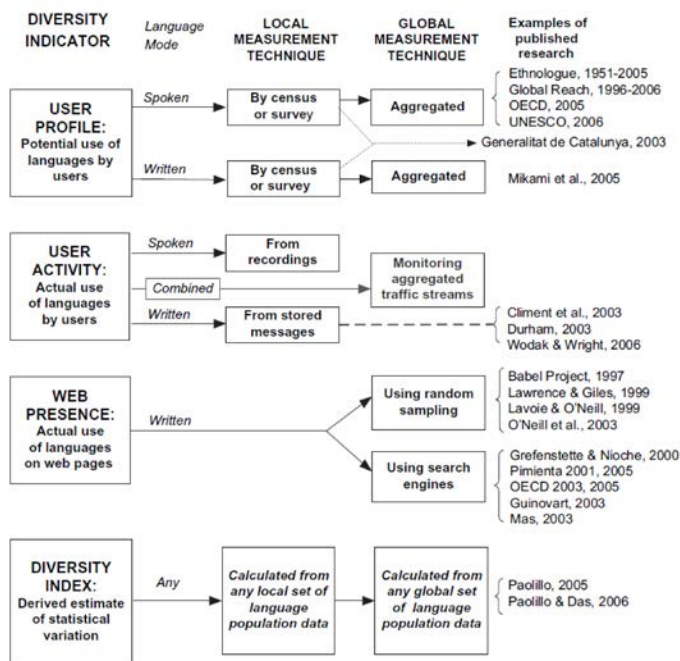 DIVERSITY
INDICATOR
Language
Mode
LOCAL
MEASUREMENT
TECHNIQUE
GLOBAL
MEASUREMENT
TECHNIQUE
Examples of
published
research
USER
PROFILE:
Potential use of
languages by
users
Spoken
By census
or survey
Aggregated
Ethnologue, 1951-2005
Global Reach, 1996-2006
OECD, 2005
UNESCO, 2006
Generalitat de Catalunya, 2003
Written
By census
or survey
Aggregated
Mikami et al., 2005
USER
ACTIVITY:
Actual use
of languages
by users
Spoken
From
recordings
Combined
Monitoring
aggregated
traffic streams
Written
From stored
messages
Climent et al., 2003
Durham, 2003
Wodak & Wright, 2006
WEB
PRESENCE:
Actual use
of languages
on web pages
Written
Using random
sampling
Babel Project, 1997
Lawrence & Giles, 1999
Lavoie & O'Neill, 1999
O'Neill et al., 2003
Using search
engines
Grefenstette & Nioche, 2000
Pimienta 2001, 2005
OECD 2003, 2005
Guinovart, 2003
Mas, 2003
DIVERSITY
INDEX:
Derived estimate
of statistical
variation
Any
Calculated from
any local set of
language
population data
Calculated from
any global set
of language
population data
Paolillo, 2005
Paolillo & Das, 2006